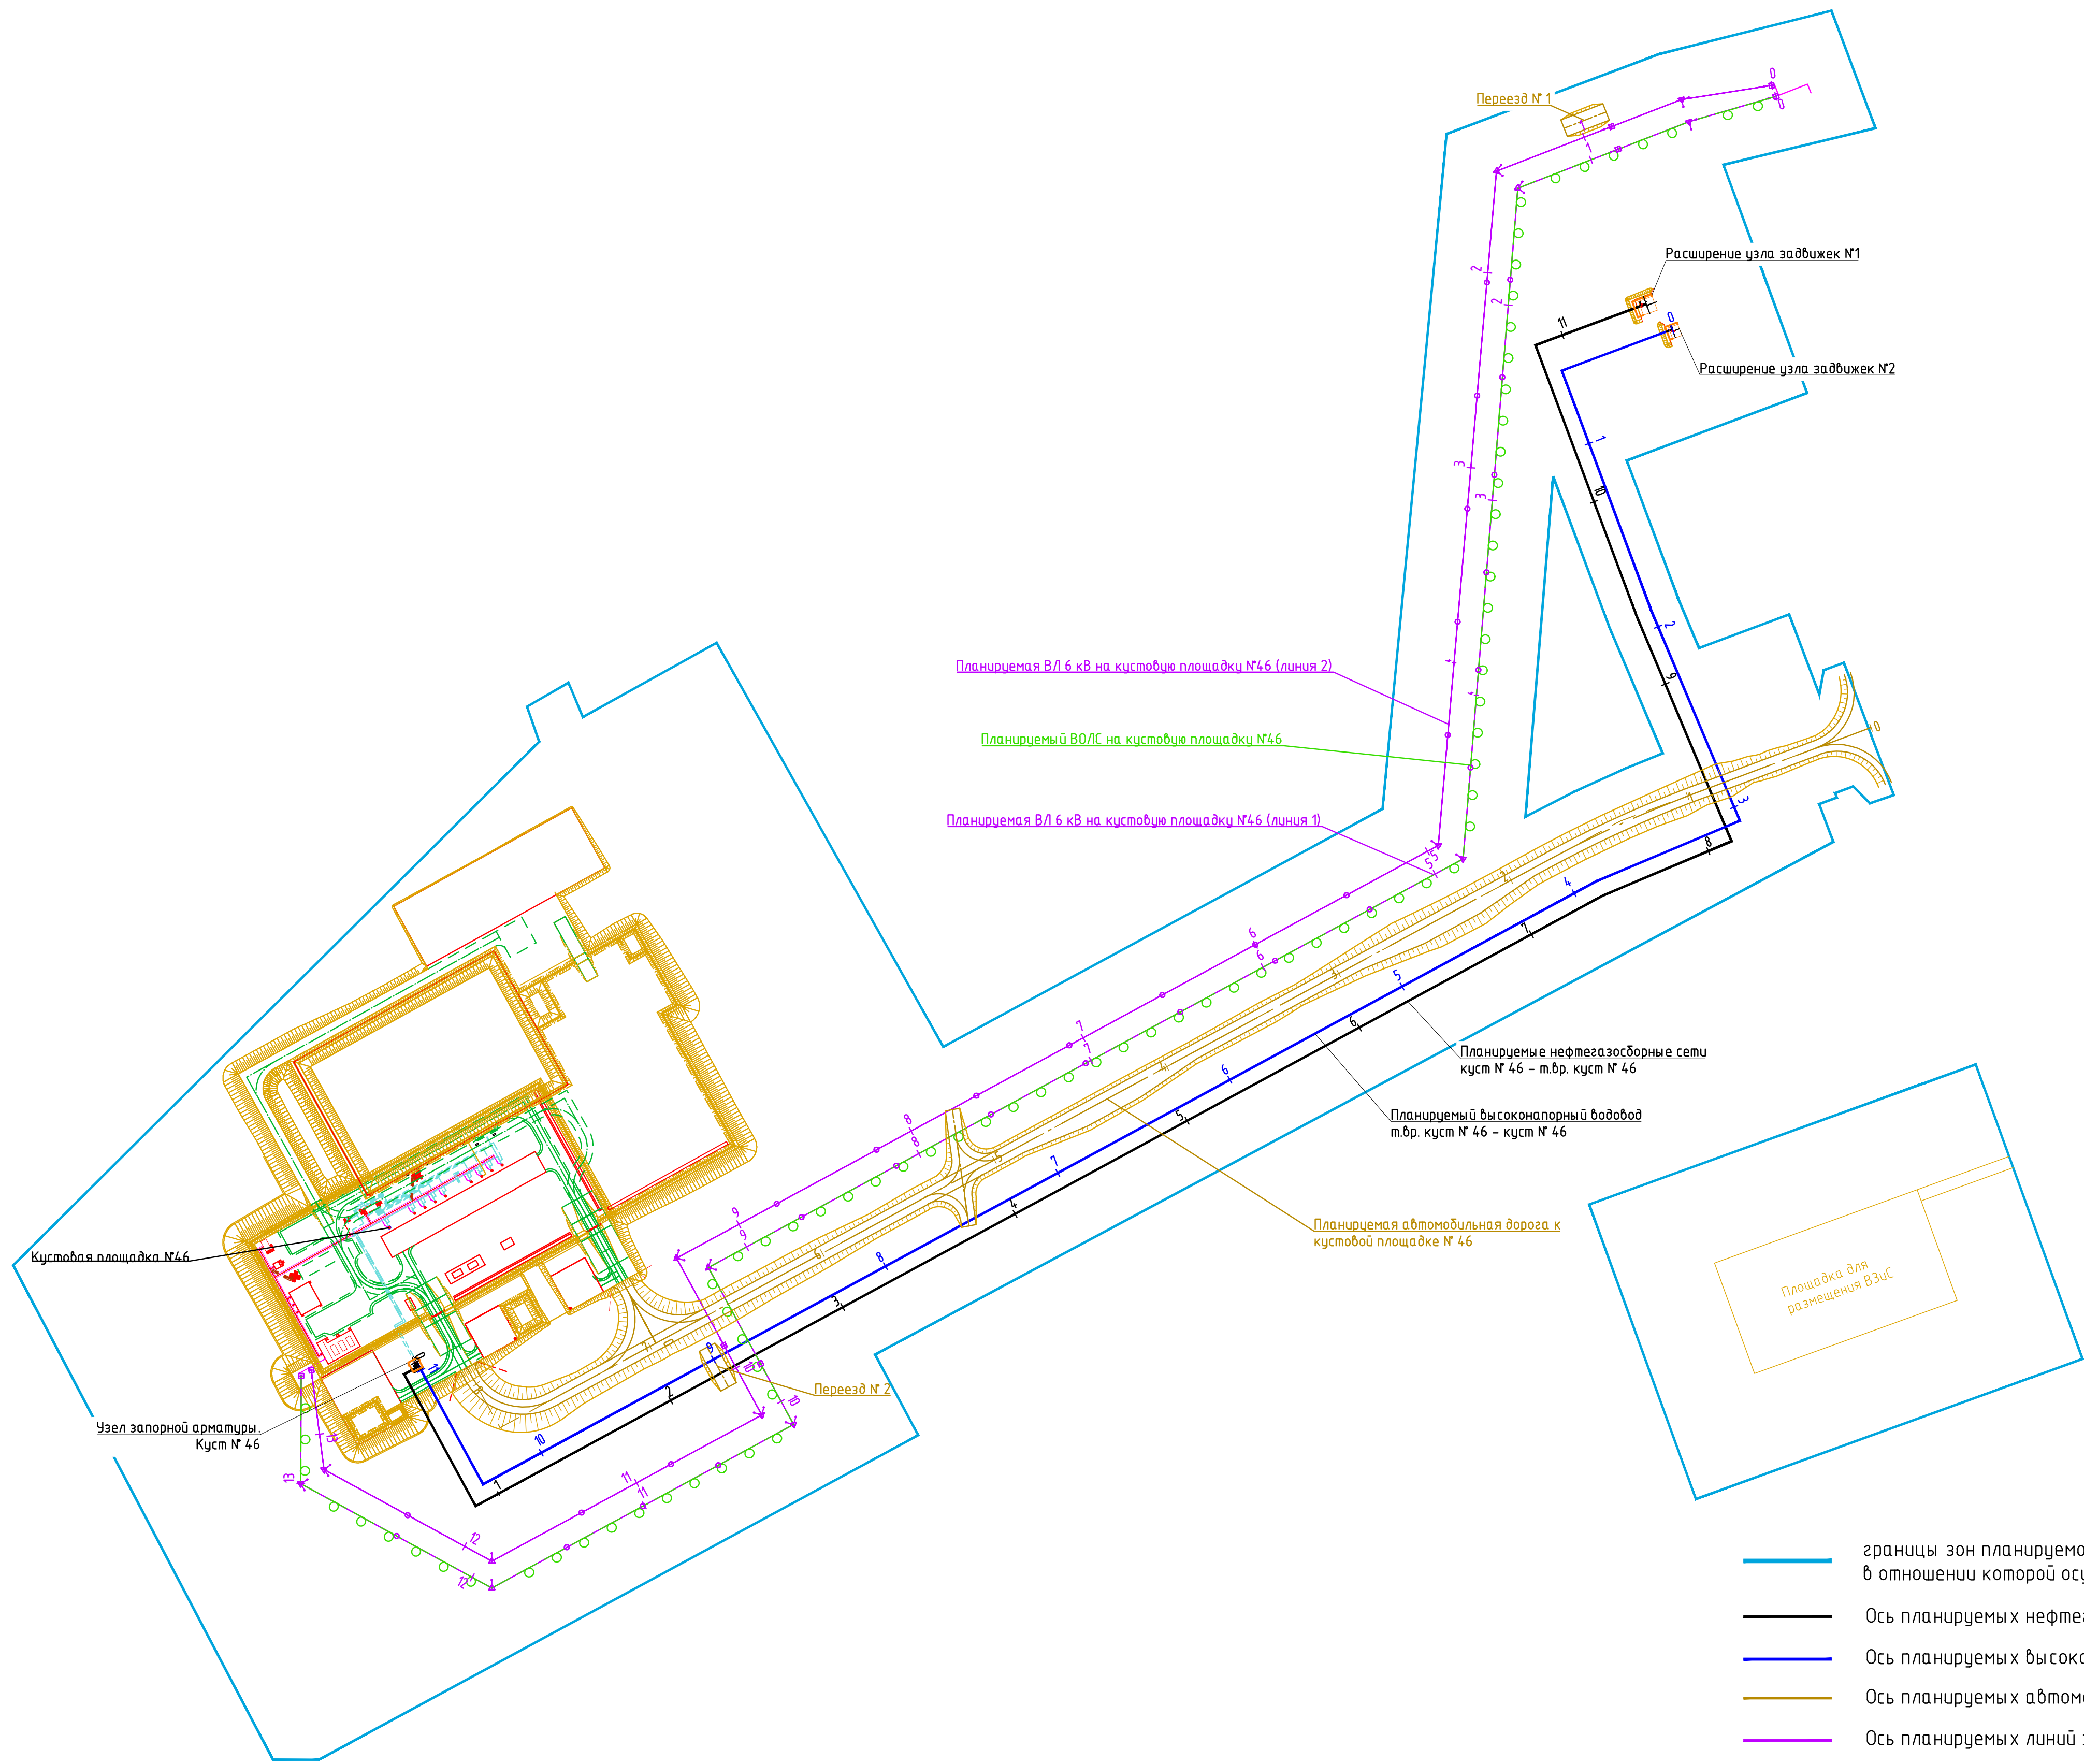 Переезд № 1
Расширение узла задвижек №1
Расширение узла задвижек №2
Планируемая ВЛ 6 кВ на кустовую площадку №46 (линия 2)
Планируемый ВОЛС на кустовую площадку №46
Планируемая ВЛ 6 кВ на кустовую площадку №46 (линия 1)
Планируемые нефтегазосборные сети
куст № 46 - т.вр. куст № 46
Планируемый высоконапорный водовод
т.вр. куст № 46 - куст № 46
Планируемая автомобильная дорога к
кустовой площадке № 46
Кустовая площадка №46
Площадка для
размещения ВЗиС
Переезд № 2
Узел запорной арматуры.
Куст № 46
границы зон планируемо
в отношении которой осу
Ось планируемых нефтег
Ось планируемых высоко
Ось планируемых автомо
Ось планируемых линий